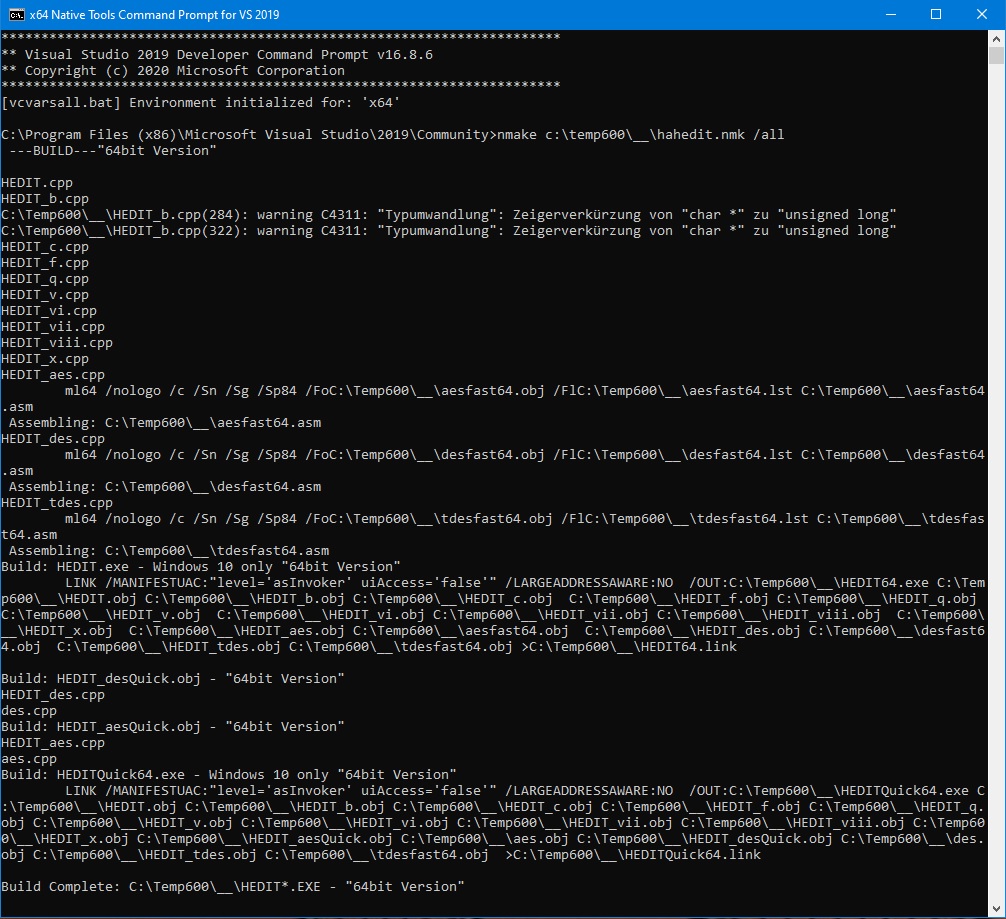 x64 Native Tools Command Prompt for VS 2019
**********************************************************************
** Visual Studio 2019 Developer Command Prompt v16.8.6
** Copyright (c) 2020 Microsoft Corporation
**********************************************************************
[vcvarsall.bat] Environment initialized for: 'x64'
C:\Program Files (x86)\Microsoft Visual Studio\2019\Community>nmake c:\temp600\__\hahedit.nmk /all
 ---BUILD---"64bit Version"
HEDIT.cpp
HEDIT_b.cpp
C:\Temp600\__\HEDIT_b.cpp(284): warning C4311: "Typumwandlung": Zeigerverkürzung von "char *" zu "unsigned long"
C:\Temp600\__\HEDIT_b.cpp(322): warning C4311: "Typumwandlung": Zeigerverkürzung von "char *" zu "unsigned long"
HEDIT_c.cpp
HEDIT_f.cpp
HEDIT_q.cpp
HEDIT_v.cpp
HEDIT_vi.cpp
HEDIT_vii.cpp
HEDIT_viii.cpp
HEDIT_x.cpp
HEDIT_aes.cpp
        ml64 /nologo /c /Sn /Sg /Sp84 /FoC:\Temp600\__\aesfast64.obj /FlC:\Temp600\__\aesfast64.lst C:\Temp600\__\aesfast64
.asm
 Assembling: C:\Temp600\__\aesfast64.asm
HEDIT_des.cpp
        ml64 /nologo /c /Sn /Sg /Sp84 /FoC:\Temp600\__\desfast64.obj /FlC:\Temp600\__\desfast64.lst C:\Temp600\__\desfast64
.asm
 Assembling: C:\Temp600\__\desfast64.asm
HEDIT_tdes.cpp
        ml64 /nologo /c /Sn /Sg /Sp84 /FoC:\Temp600\__\tdesfast64.obj /FlC:\Temp600\__\tdesfast64.lst C:\Temp600\__\tdesfas
t64.asm
 Assembling: C:\Temp600\__\tdesfast64.asm
Build: HEDIT.exe - Windows 10 only "64bit Version"
        LINK /MANIFESTUAC:"level='asInvoker' uiAccess='false'" /LARGEADDRESSAWARE:NO  /OUT:C:\Temp600\__\HEDIT64.exe C:\Tem
p600\__\HEDIT.obj C:\Temp600\__\HEDIT_b.obj C:\Temp600\__\HEDIT_c.obj  C:\Temp600\__\HEDIT_f.obj C:\Temp600\__\HEDIT_q.obj
C:\Temp600\__\HEDIT_v.obj  C:\Temp600\__\HEDIT_vi.obj C:\Temp600\__\HEDIT_vii.obj C:\Temp600\__\HEDIT_viii.obj  C:\Temp600\
__\HEDIT_x.obj  C:\Temp600\__\HEDIT_aes.obj C:\Temp600\__\aesfast64.obj  C:\Temp600\__\HEDIT_des.obj C:\Temp600\__\desfast6
4.obj  C:\Temp600\__\HEDIT_tdes.obj C:\Temp600\__\tdesfast64.obj >C:\Temp600\__\HEDIT64.link
Build: HEDIT_desQuick.obj - "64bit Version"
HEDIT_des.cpp
des.cpp
Build: HEDIT_aesQuick.obj - "64bit Version"
HEDIT_aes.cpp
aes.cpp
Build: HEDITQuick64.exe - Windows 10 only "64bit Version"
        LINK /MANIFESTUAC:"level='asInvoker' uiAccess='false'" /LARGEADDRESSAWARE:NO  /OUT:C:\Temp600\__\HEDITQuick64.exe C
:\Temp600\__\HEDIT.obj C:\Temp600\__\HEDIT_b.obj C:\Temp600\__\HEDIT_c.obj C:\Temp600\__\HEDIT_f.obj C:\Temp600\__\HEDIT_q.
obj C:\Temp600\__\HEDIT_v.obj C:\Temp600\__\HEDIT_vi.obj C:\Temp600\__\HEDIT_vii.obj C:\Temp600\__\HEDIT_viii.obj C:\Temp60
0\__\HEDIT_x.obj C:\Temp600\__\HEDIT_aesQuick.obj C:\Temp600\__\aes.obj C:\Temp600\__\HEDIT_desQuick.obj C:\Temp600\__\des.
obj C:\Temp600\__\HEDIT_tdes.obj C:\Temp600\__\tdesfast64.obj  >C:\Temp600\__\HEDITQuick64.link
Build Complete: C:\Temp600\__\HEDIT*.EXE - "64bit Version"